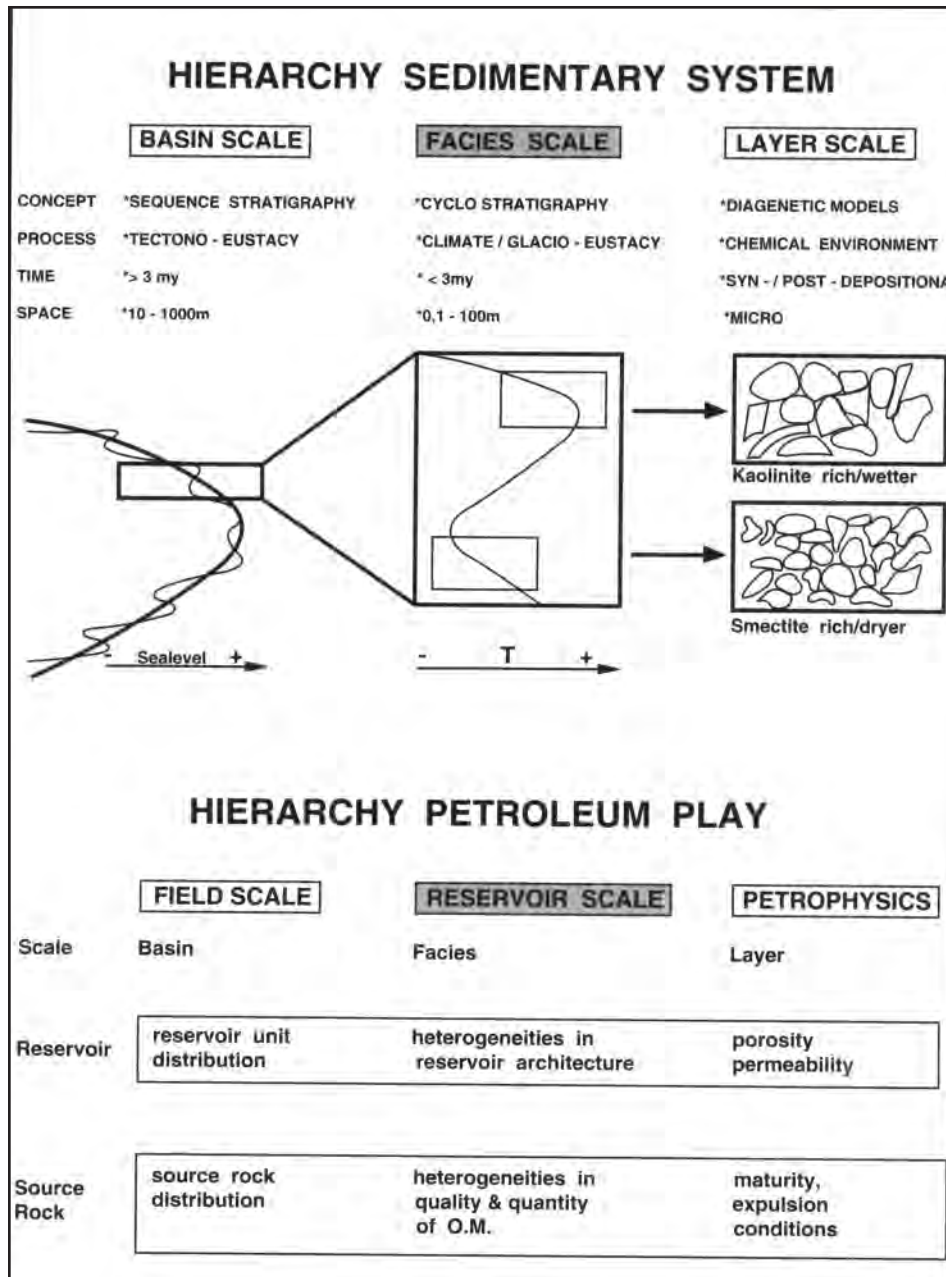 HIERARCHY SEDIMENTARY SYSTEM
BASIN SCALE FACIES SCALE LAYER SCALE
CONCEPT *SEQUENCE STRATIGRAPHY *CYCLO STRATIGRAPHY *DIAGENETIC MODELS
PROCESS *TECTONO - EUSTACY *CLIMATE / GLACIO - EUSTACY *CHEMICAL ENVIRONMENT
TIME *> 3 my * < 3my *SYN - / POST - DEPOSITIONA
SPACE *10 - 1000m *0,1 - 100m *MICRO
Kaolinite rich/wetter
Smectite rich/dryer
- Sealevel + - T +
HIERARCHY PETROLEUM PLAY
FIELD SCALE RESERVOIR SCALE PETROPHYSICS
Scale Basin Facies Layer
Reservoir reservoir unit heterogeneities in porosity
distribution reservoir architecture permeability
Source source rock heterogeneities in maturity,
Rock distribution quality & quantity expulsion
of O.M. conditions